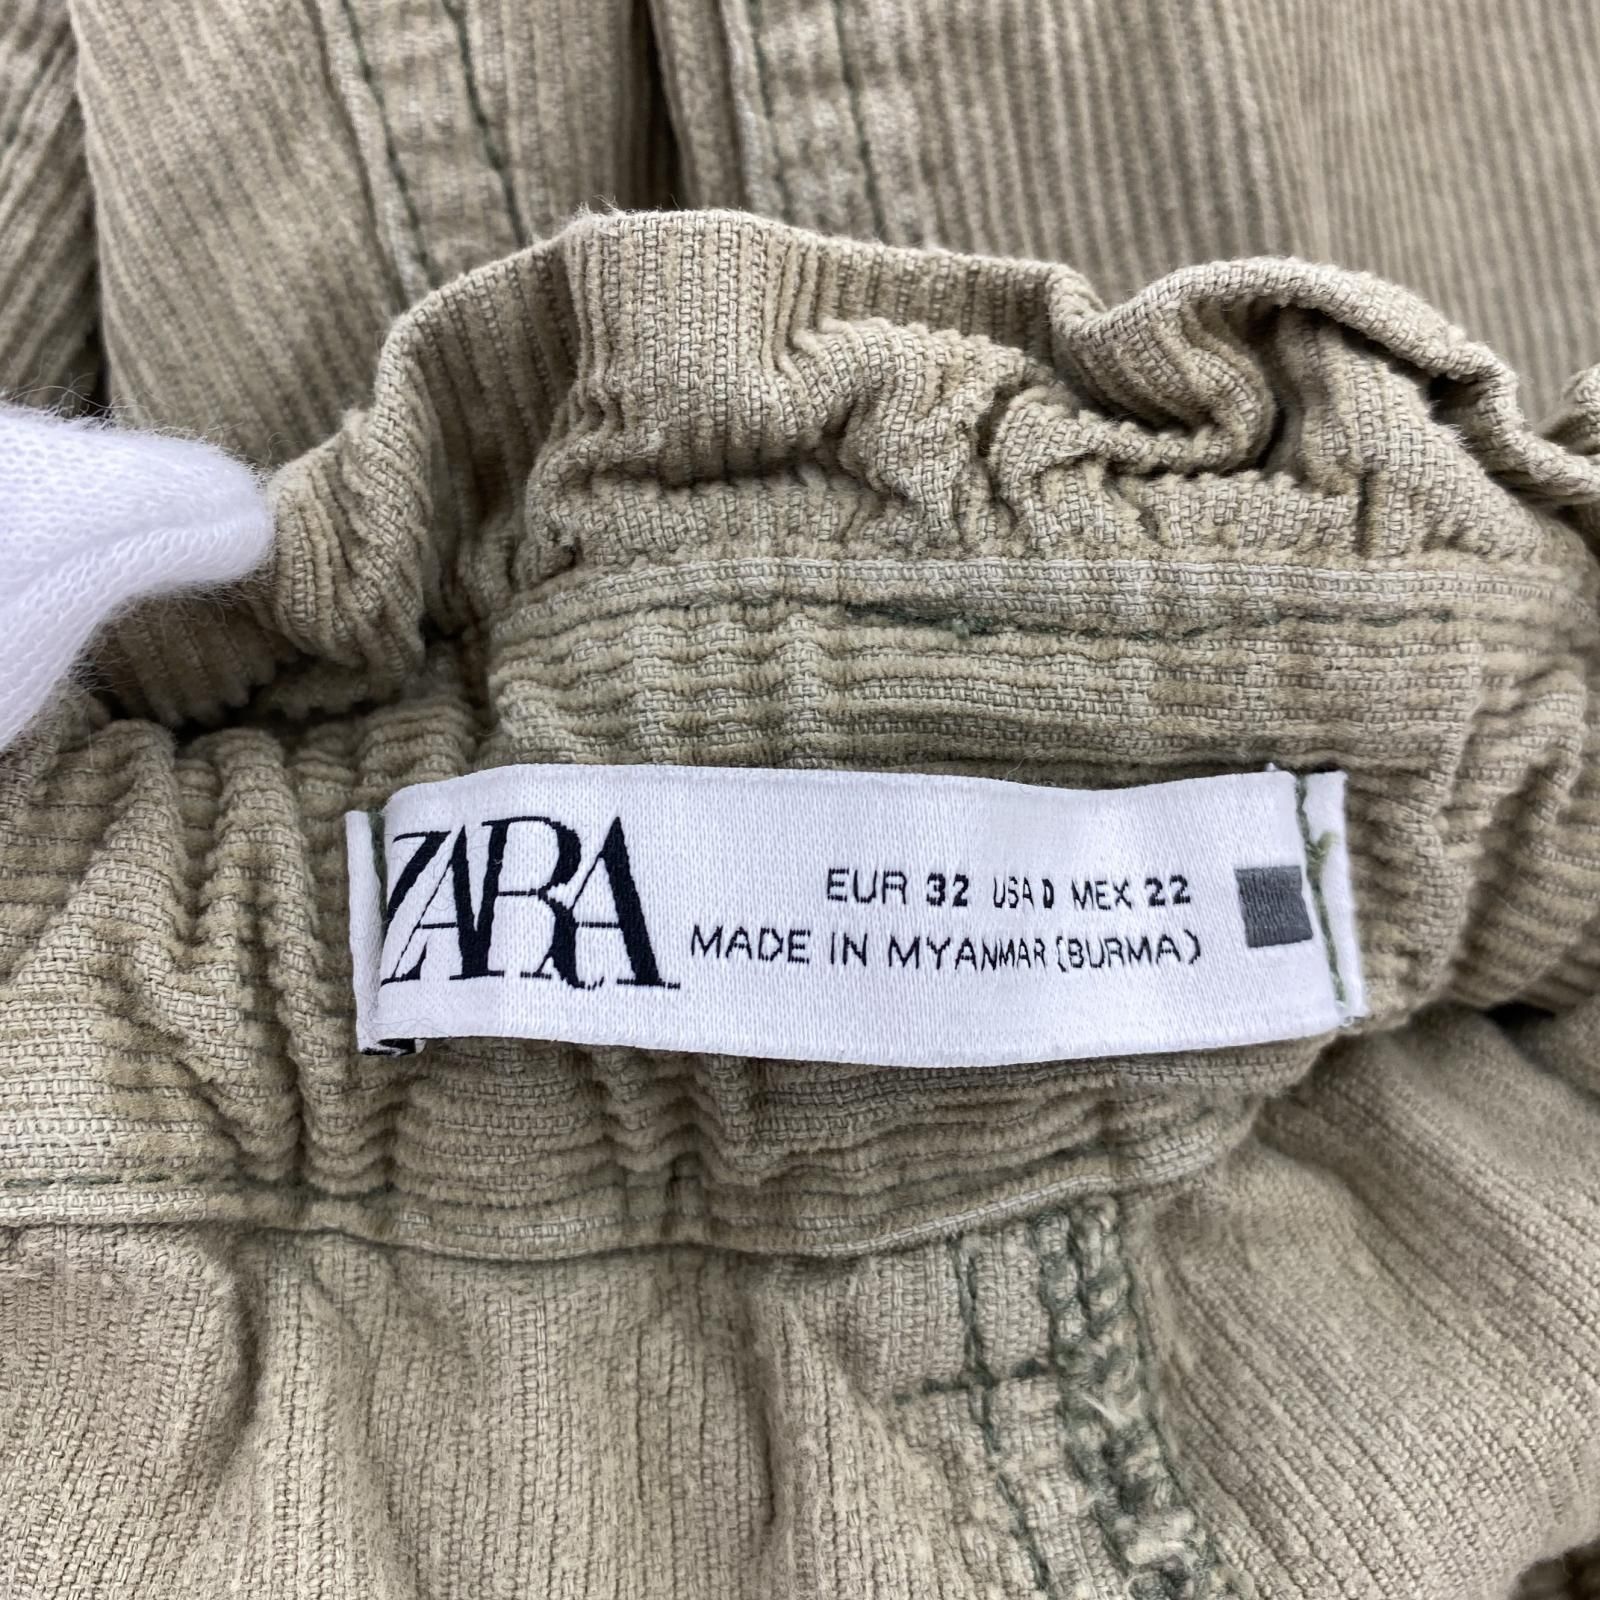 ZARA
EUR 32 USA 0 MEX 22
MADE IN MYANMAR (BURMA)